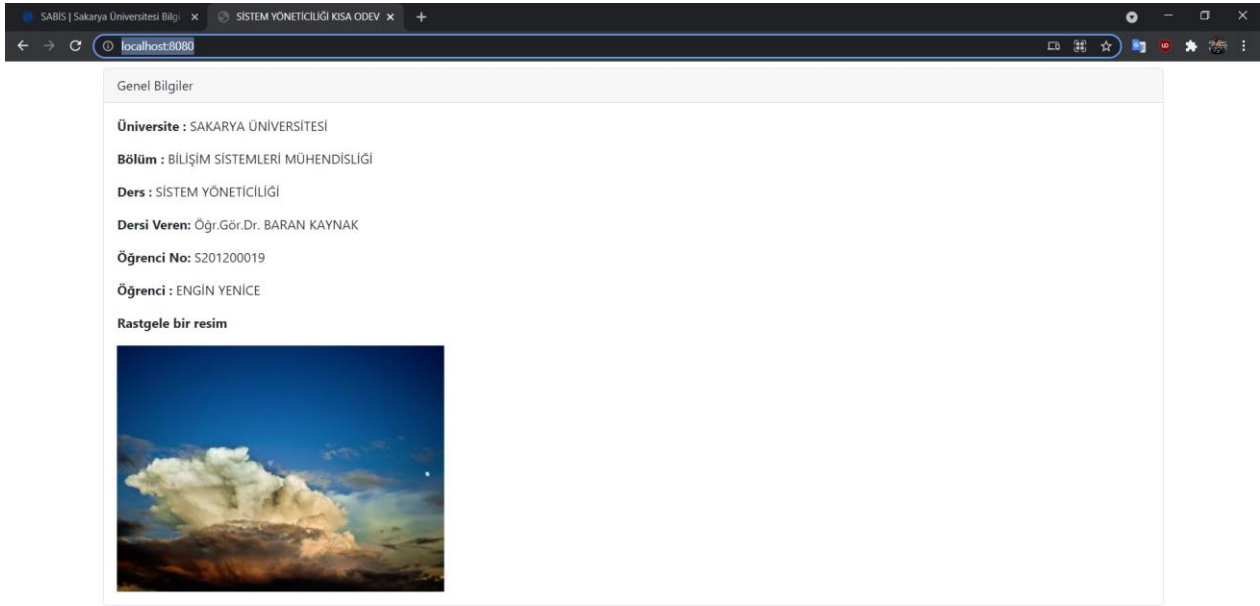 SABİS | Sakarya Üniversitesi Bilgi
SİSTEM YÖNETİCİLİĞİ KISA ODEV
localhost:8080
Genel Bilgiler
Üniversite : SAKARYA ÜNİVERSİTESİ
Bölüm : BİLİŞİM SİSTEMLERİ MÜHENDİSLİĞİ
Ders : SİSTEM YÖNETİCİLİĞİ
Dersi Veren: Öğr.Gör.Dr. BARAN KAYNAK
Öğrenci No: S201200019
Öğrenci : ENGİN YENİCE
Rastgele bir resim